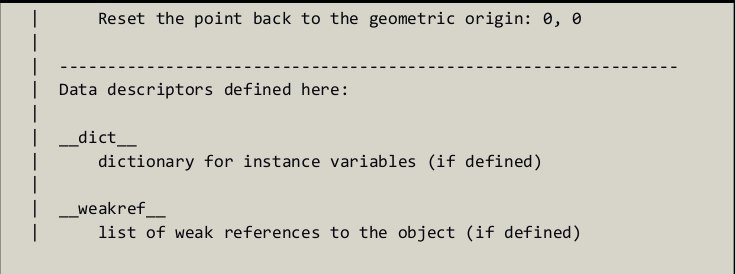 |      Reset the point back to the geometric origin: 0, 0
|
|  ----------------------------------------------------------------
|  Data descriptors defined here:
|
|  __dict__
|      dictionary for instance variables (if defined)
|
|  __weakref__
|      list of weak references to the object (if defined)